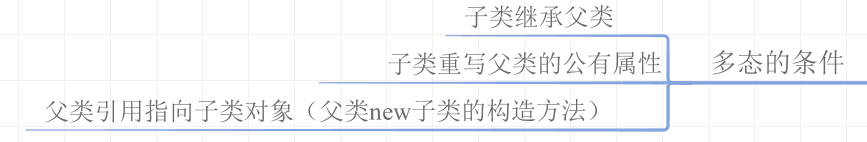 子类继承父类
子类重写父类的公有属性
多态的条件
父类引用指向子类对象（父类new子类的构造方法）